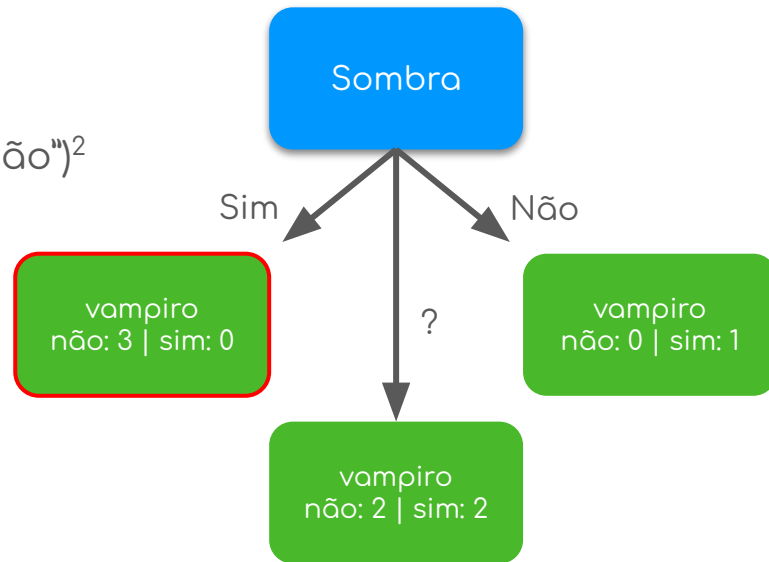 Sombra
ão”)²
Sim
Não
vampiro
não: 3 | sim: 0
?
vampiro
não: 0 | sim: 1
vampiro
não: 2 | sim: 2